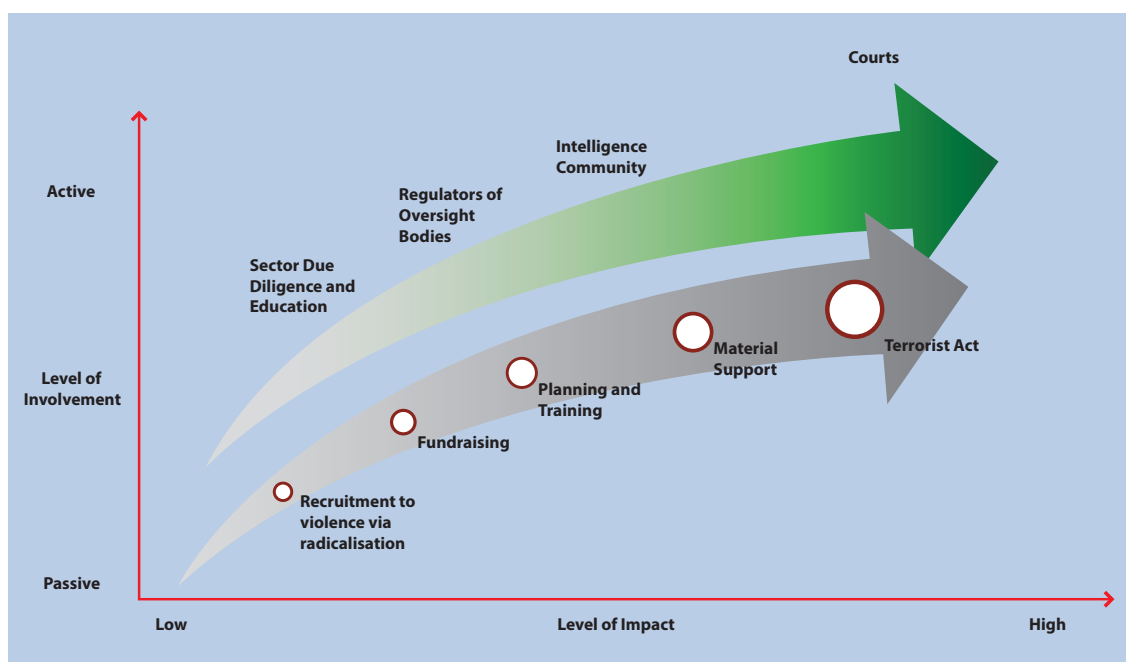 Courts
Intelligence
Community
Active
Regulators of
Oversight
Bodies
Sector Due
Diligence and
Education
Terrorist Act
Material
Support
Level of
Involvement
Planning and
Training
Fundraising
Recruitment to
violence via
radicalisation
Passive
Low
Level of Impact
High